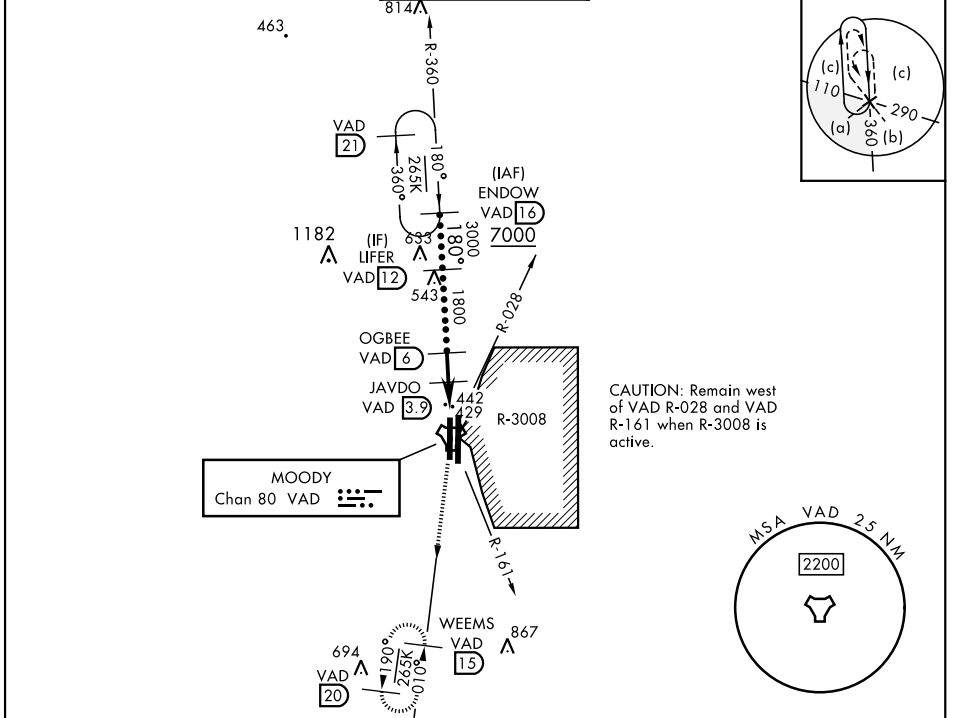 814
463
R-360
VAD
21
265K
180°
360°
(IAF)
ENDOW
VAD 16
7000
3000
180°
1182
(IF)
LIFER
VAD 12
633
543
1800
R-028
OGBEE
VAD 6
JAVDO
VAD 3.9
442
429
R-3008
CAUTION: Remain west
of VAD R-028 and VAD
R-161 when R-3008 is
active.
MOODY
Chan 80 VAD
R-161
WEEMS
VAD
15
867
694
190°
265K
010°
VAD
20
(c)
(c)
110
290
(a)
360
(b)
MSA VAD 25 NM
2200